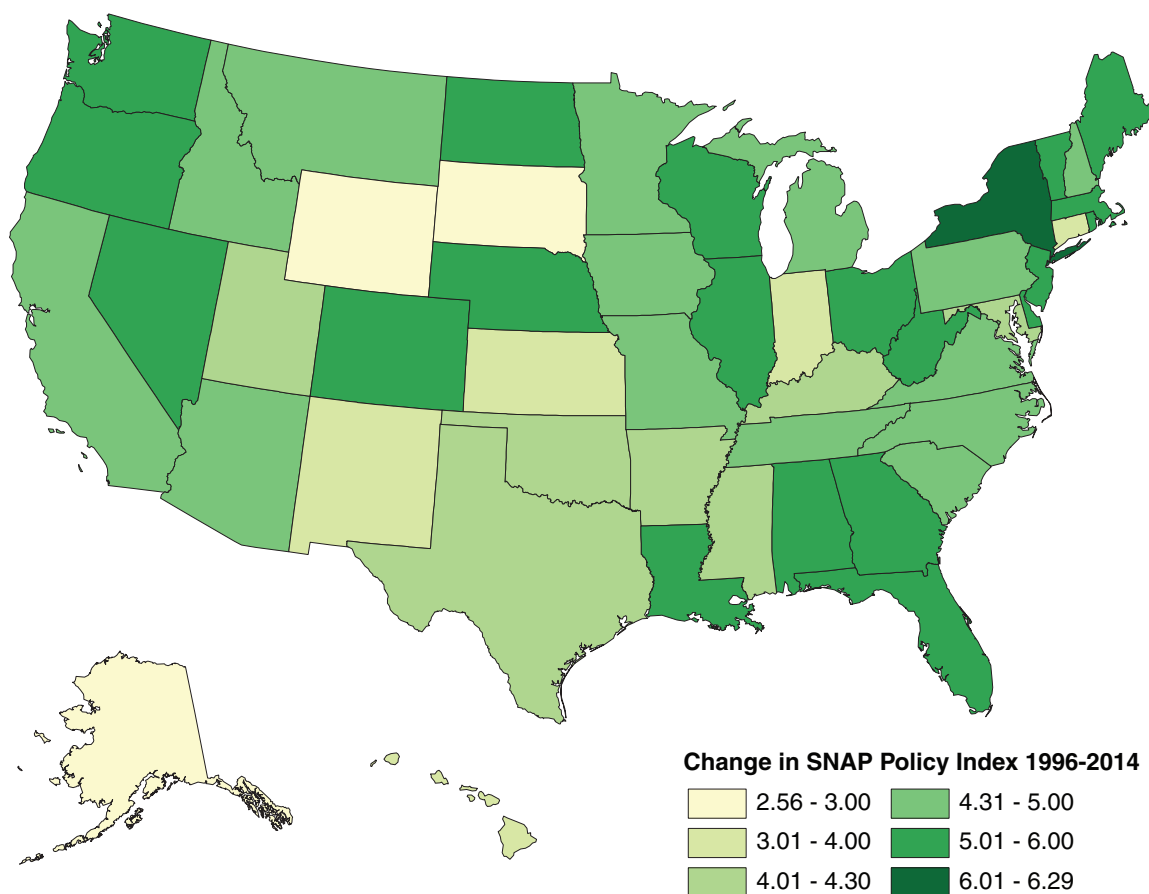 Change in SNAP Policy Index 1996-2014
2.56 - 3.00
4.31 - 5.00
3.01 - 4.00
5.01 - 6.00
4.01 - 4.30
6.01 - 6.29